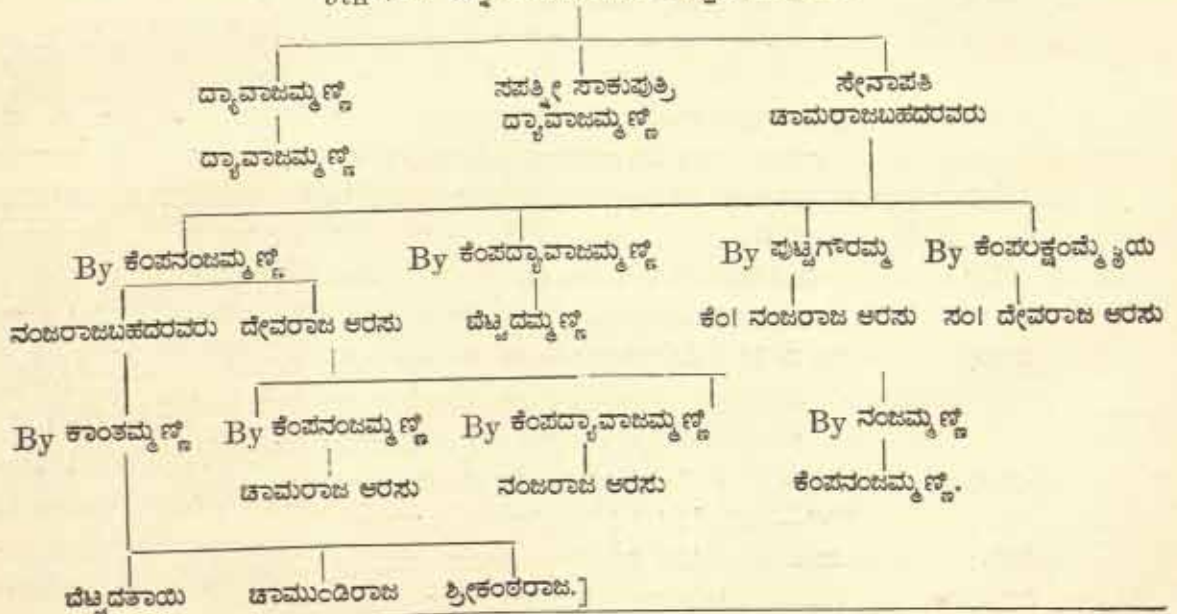 ದ್ಯಾವಾಜಮ್ಮಣ್ಣಿ ಸಪತ್ನೀ ಸಾಕುಪುತ್ರಿ ಸೇನಾಪತಿ
ದ್ಯಾವಾಜಮ್ಮಣ್ಣಿ ಚಾಮರಾಜಬಹದರವರು
ದ್ಯಾವಾಜಮ್ಮಣ್ಣಿ
By ಕೆಂಪನಂಜಮ್ಮಣ್ಣಿ By ಕೆಂಪದ್ಯಾವಾಜಮ್ಮಣ್ಣಿ By ಪುಟ್ಟಗೌರಮ್ಮ By
ನಂಜರಾಜಬಹದರವರು ದೇವರಾಜ ಅರಸು ಬೆಟ್ಟದಮ್ಮಣ್ಣಿ ಕೆಂ। ನಂಜರಾಜ ಅರಸು ಸಂ। ದೇವರಾಜ ಅರಸು
By ಕಾಂತಮ್ಮಣ್ಣಿ By ಕೆಂಪನಂಜಮ್ಮಣ್ಣಿ By ಕೆಂಪದ್ಯಾವಾಜಮ್ಮಣ್ಣಿ By ನಂಜಮ್ಮಣ್ಣಿ
ಚಾಮರಾಜ ಅರಸು ನಂಜರಾಜ ಅರಸು ಕೆಂಪನಂಜಮ್ಮಣ್ಣಿ.
ಬೆಟ್ಟದತಾಯಿ ಚಾಮುಂಡಿರಾಜ ಶ್ರೀಕಂಠರಾಜ.]